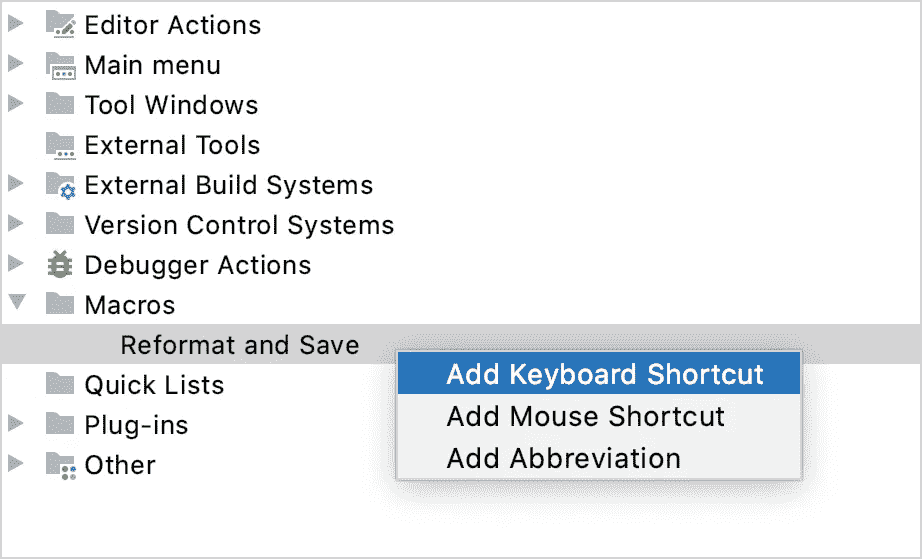 Editor Actions
Main menu
Tool Windows
External Tools
External Build Systems
Version Control Systems
Debugger Actions
Macros
Reformat and Save
Add Keyboard Shortcut
Add Mouse Shortcut
Add Abbreviation
Quick Lists
Plug-ins
Other